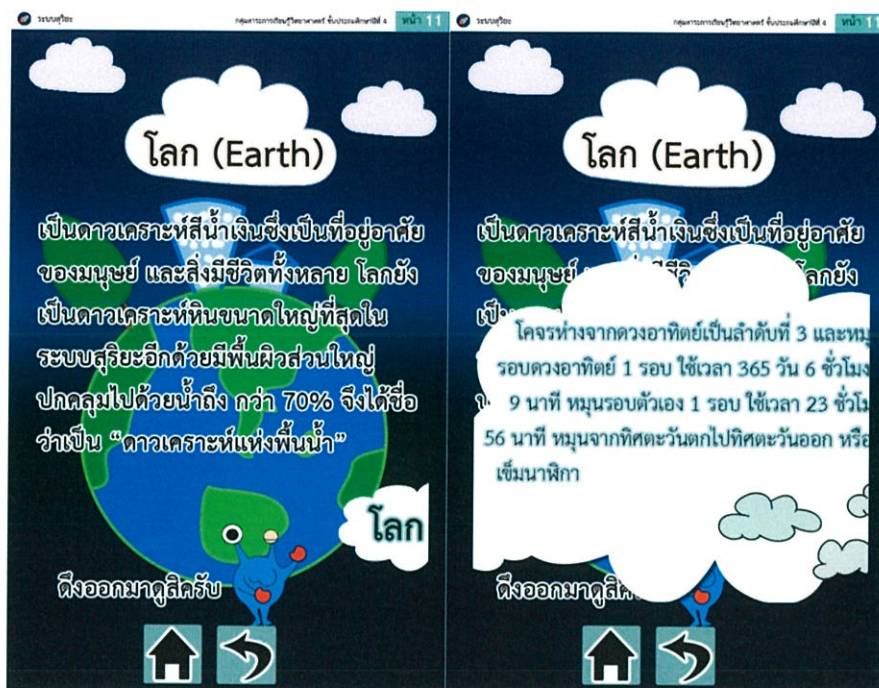 ระบบสุริยะ
กลุ่มสาระการเรียนรู้วิทยาศาสตร์ ชั้นประถมศึกษาปีที่ 4
หน้า 11
โลก (Earth)
เป็นดาวเคราะห์สีน้ำเงินซึ่งเป็นที่อยู่อาศัย
ของมนุษย์ และสิ่งมีชีวิตทั้งหลาย โลกยัง
เป็นดาวเคราะห์หินขนาดใหญ่ที่สุดใน
ระบบสุริยะอีกด้วยมีพื้นผิวส่วนใหญ่
ปกคลุมไปด้วยน้ำถึง กว่า 70% จึงได้ชื่อ
ว่าเป็น “ดาวเคราะห์แห่งพื้นน้ำ”
โลก
ดึงออกมาดูสิครับ
ระบบสุริยะ
กลุ่มสาระการเรียนรู้วิทยาศาสตร์ ชั้นประถมศึกษาปีที่ 4
หน้า 11
โลก (Earth)
เป็นดาวเคราะห์สีน้ำเงินซึ่งเป็นที่อยู่อาศัย
ของมนุษย์ โลกยัง
โคจรห่างจากดวงอาทิตย์เป็นลำดับที่ 3 และหมุ
รอบดวงอาทิตย์ 1 รอบ ใช้เวลา 365 วัน 6 ชั่วโมง
9 นาที หมุนรอบตัวเอง 1 รอบ ใช้เวลา 23 ชั่วโม
56 นาที หมุนจากทิศตะวันตกไปทิศตะวันออก หรือ
เข็มนาฬิกา
ดึงออกมาดูสิค